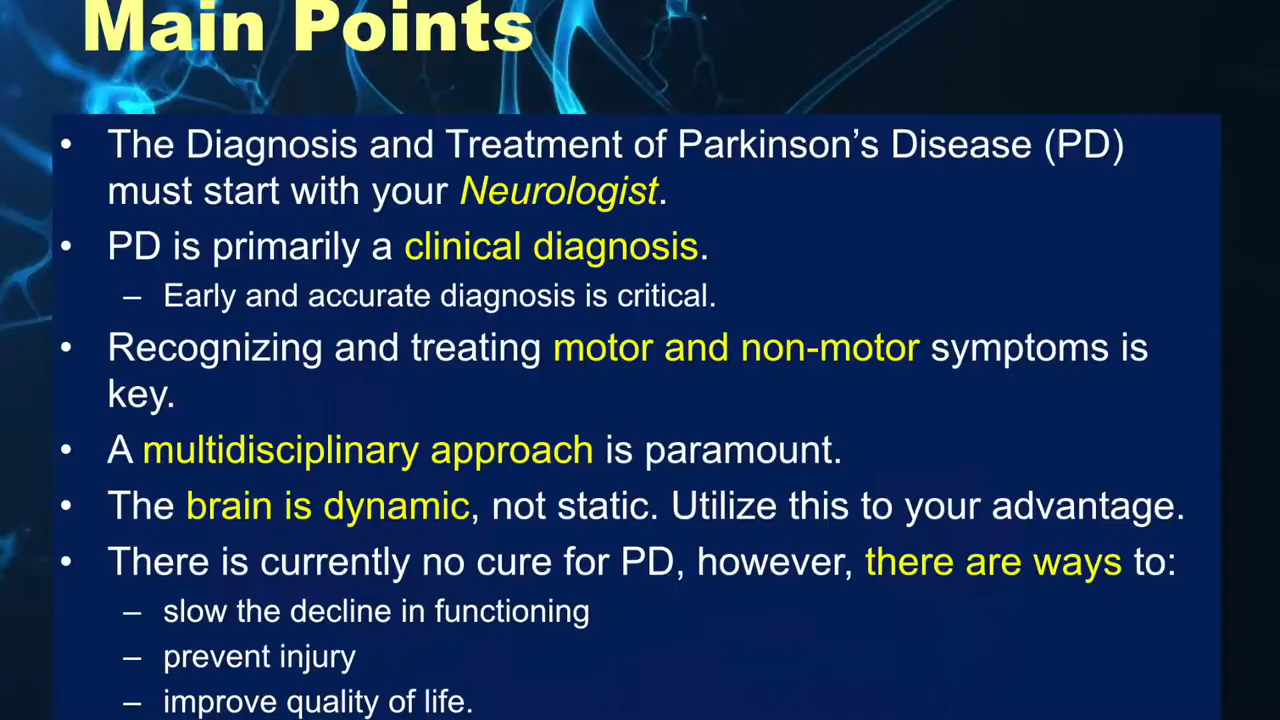 Main Points
• The Diagnosis and Treatment of Parkinson’s Disease (PD)
must start with your Neurologist.
• PD is primarily a clinical diagnosis.
– Early and accurate diagnosis is critical.
• Recognizing and treating motor and non-motor symptoms is
key.
• A multidisciplinary approach is paramount.
• The brain is dynamic, not static. Utilize this to your advantage.
• There is currently no cure for PD, however, there are ways to:
– slow the decline in functioning
– prevent injury
– improve quality of life.